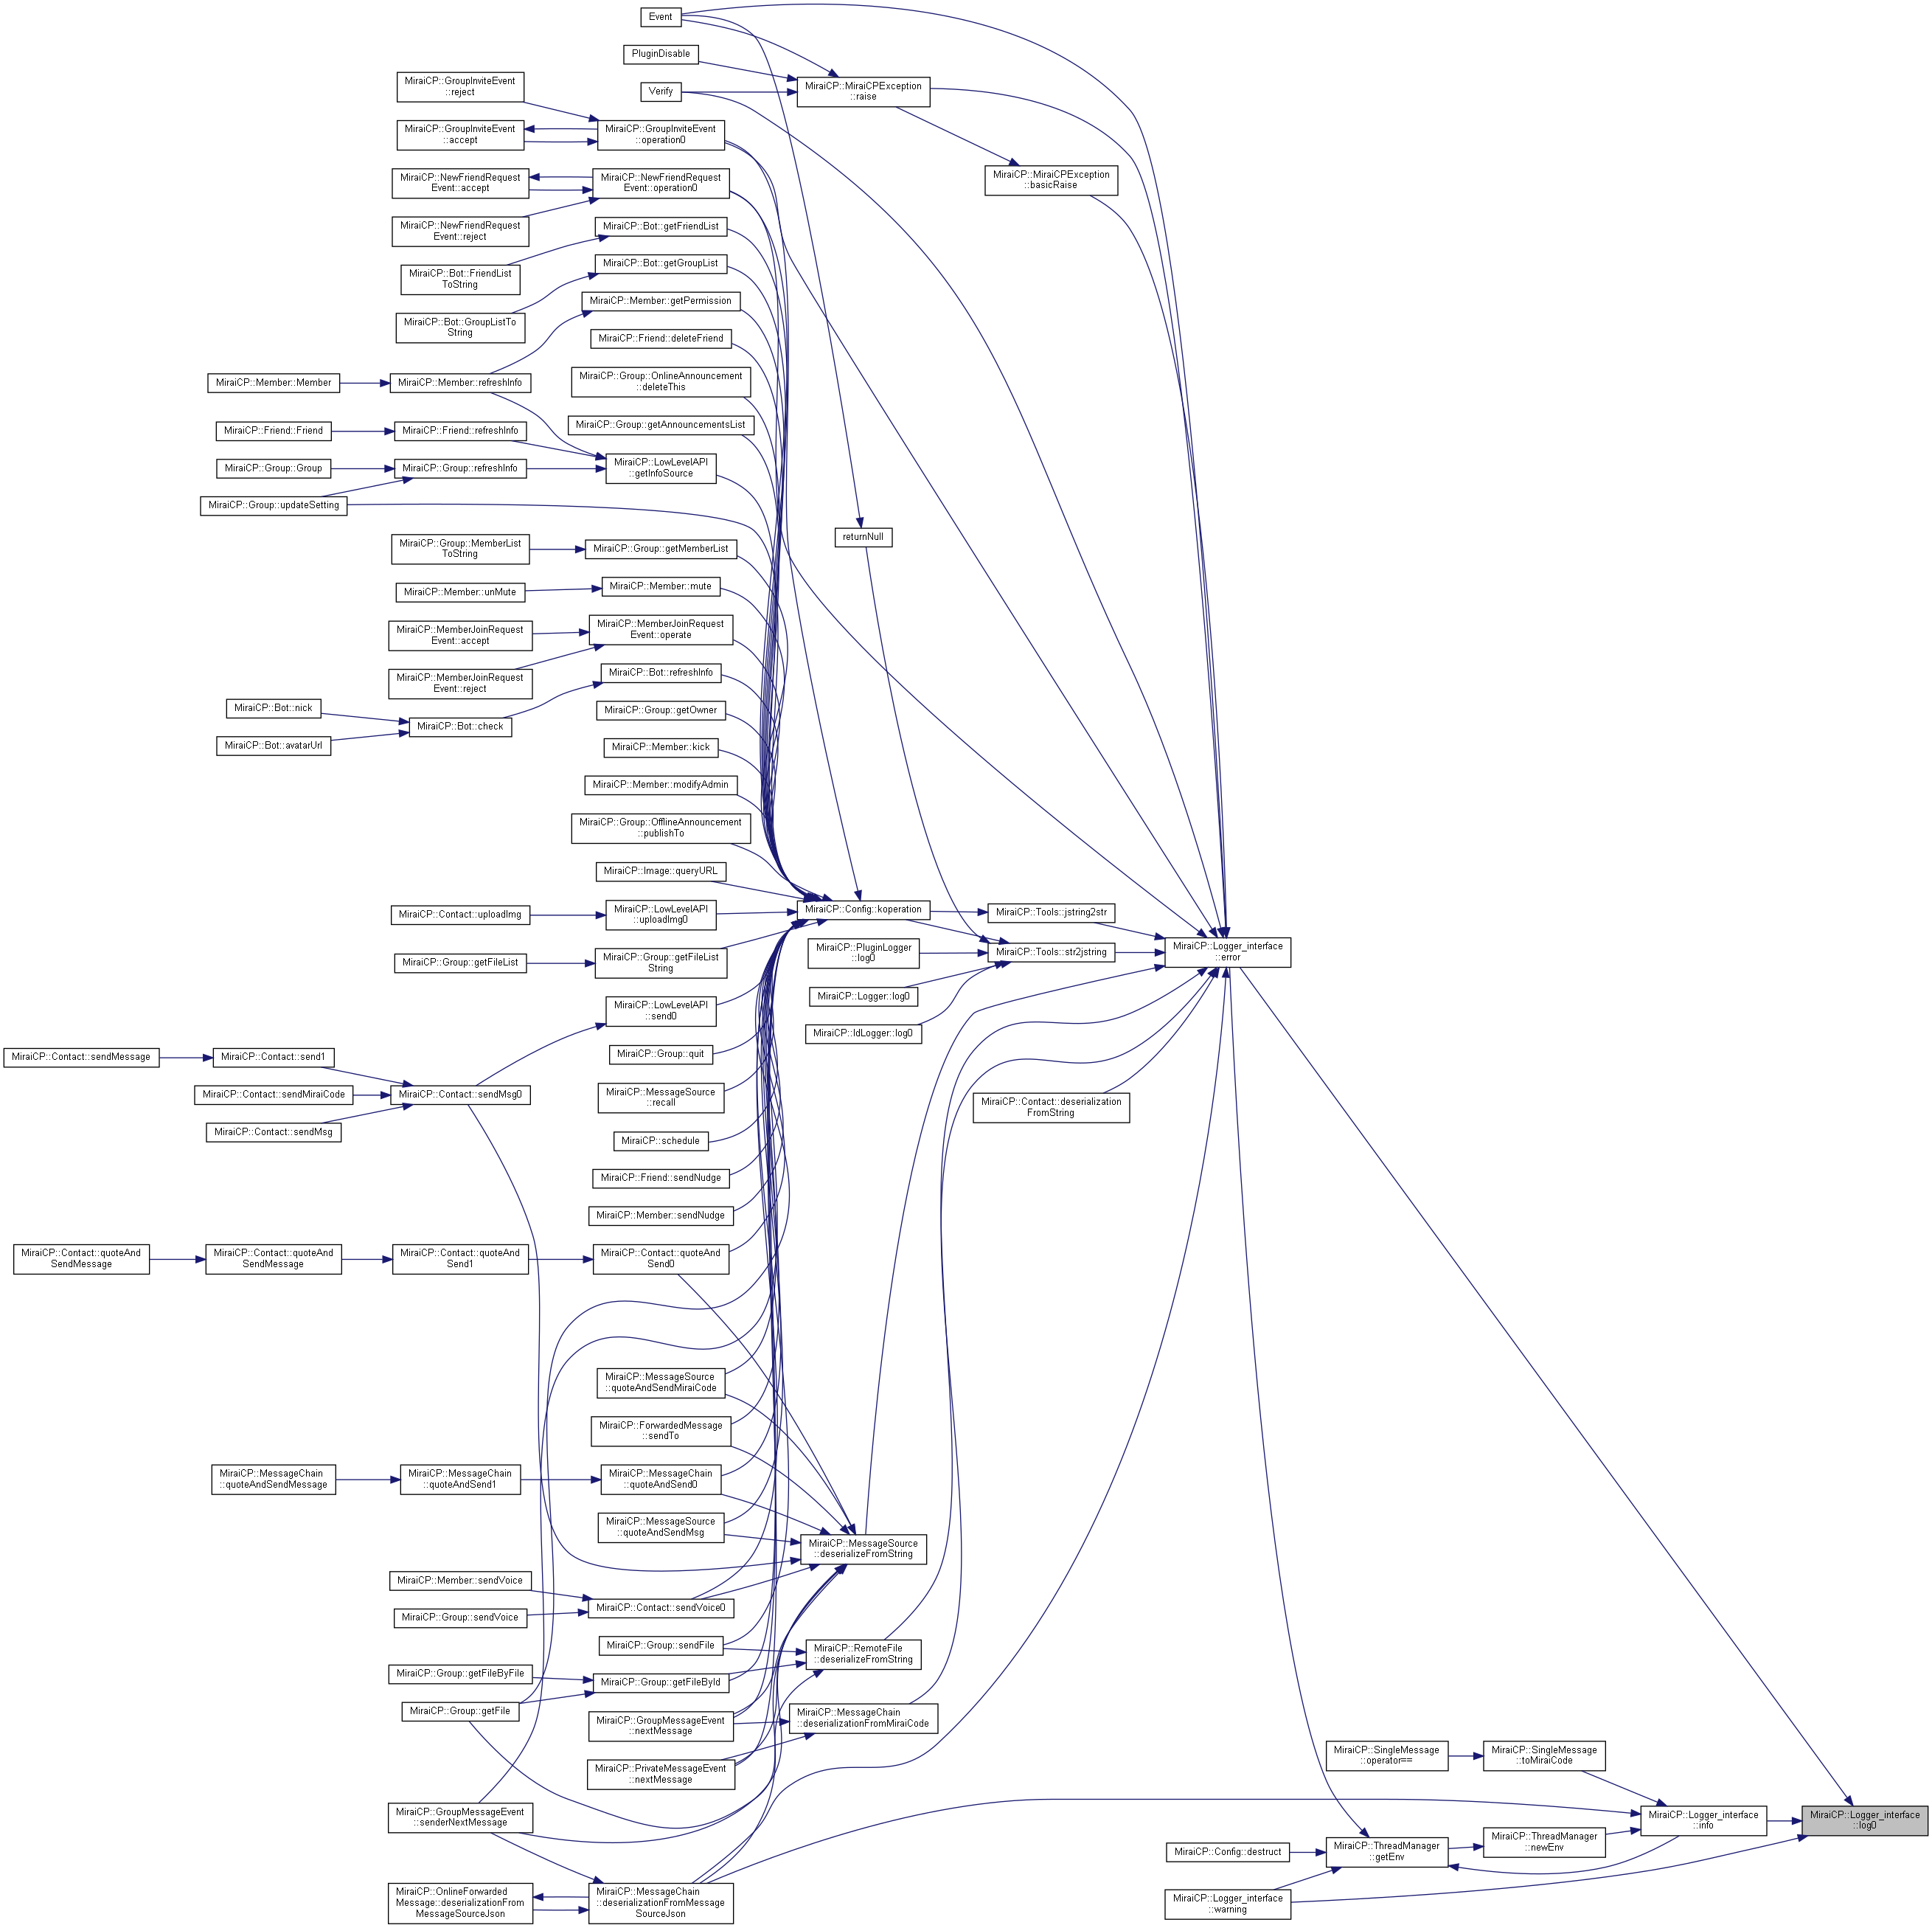 Event
PluginDisable
MiraiCP::GroupInviteEvent
::reject
Verify
MiraiCP::MiraiCPException
::raise
MiraiCP::GroupInviteEvent
::accept
MiraiCP::GroupInviteEvent
::operation0
MiraiCP::NewFriendRequest
Event::accept
MiraiCP::NewFriendRequest
Event::operation0
MiraiCP::MiraiCPException
::basicRaise
MiraiCP::NewFriendRequest
Event::reject
MiraiCP::Bot::getFriendList
MiraiCP::Bot::FriendList
ToString
MiraiCP::Bot::getGroupList
MiraiCP::Bot::GroupListTo
String
MiraiCP::Member::getPermission
MiraiCP::Friend::deleteFriend
MiraiCP::Member::Member
MiraiCP::Member::refreshInfo
MiraiCP::Group::OnlineAnnouncement
::deleteThis
MiraiCP::Group::getAnnouncementsList
MiraiCP::Friend::Friend
MiraiCP::Friend::refreshInfo
MiraiCP::Group::Group
MiraiCP::Group::refreshInfo
MiraiCP::LowLevelAPI
::getInfoSource
MiraiCP::Group::updateSetting
returnNull
MiraiCP::Group::MemberList
ToString
MiraiCP::Group::getMemberList
MiraiCP::Member::unMute
MiraiCP::Member::mute
MiraiCP::MemberJoinRequest
Event::accept
MiraiCP::MemberJoinRequest
Event::operate
MiraiCP::MemberJoinRequest
Event::reject
MiraiCP::Bot::refreshInfo
MiraiCP::Bot::nick
MiraiCP::Bot::check
MiraiCP::Group::getOwner
MiraiCP::Bot::avatarUrl
MiraiCP::Member::kick
MiraiCP::Member::modifyAdmin
MiraiCP::Group::OfflineAnnouncement
::publishTo
MiraiCP::Image::queryURL
MiraiCP::Contact::uploadImg
MiraiCP::LowLevelAPI
::uploadImg0
MiraiCP::Config::koperation
MiraiCP::Tools::jstring2str
MiraiCP::Group::getFileList
MiraiCP::Group::getFileList
String
MiraiCP::PluginLogger
::log0
MiraiCP::Tools::str2jstring
MiraiCP::Logger_interface
::error
MiraiCP::Logger::log0
MiraiCP::IdLogger::log0
MiraiCP::LowLevelAPI
::send0
MiraiCP::Group::quit
MiraiCP::Contact::sendMessage
MiraiCP::Contact::send1
MiraiCP::Contact::sendMiraiCode
MiraiCP::Contact::sendMsg0
MiraiCP::MessageSource
::recall
MiraiCP::Contact::deserialization
FromString
MiraiCP::Contact::sendMsg
MiraiCP::schedule
MiraiCP::Friend::sendNudge
MiraiCP::Member::sendNudge
MiraiCP::Contact::quoteAnd
SendMessage
MiraiCP::Contact::quoteAnd
SendMessage
MiraiCP::Contact::quoteAnd
Send1
MiraiCP::Contact::quoteAnd
Send0
MiraiCP::MessageSource
::quoteAndSendMiraiCode
MiraiCP::ForwardedMessage
::sendTo
MiraiCP::MessageChain
::quoteAndSendMessage
MiraiCP::MessageChain
::quoteAndSend1
MiraiCP::MessageChain
::quoteAndSend0
MiraiCP::MessageSource
::quoteAndSendMsg
MiraiCP::MessageSource
::deserializeFromString
MiraiCP::Member::sendVoice
MiraiCP::Group::sendVoice
MiraiCP::Contact::sendVoice0
MiraiCP::Group::sendFile
MiraiCP::RemoteFile
::deserializeFromString
MiraiCP::Group::getFileByFile
MiraiCP::Group::getFileById
MiraiCP::Group::getFile
MiraiCP::GroupMessageEvent
::nextMessage
MiraiCP::MessageChain
::deserializationFromMiraiCode
MiraiCP::PrivateMessageEvent
::nextMessage
MiraiCP::SingleMessage
::operator==
MiraiCP::SingleMessage
::toMiraiCode
MiraiCP::GroupMessageEvent
::senderNextMessage
MiraiCP::Logger_interface
::info
MiraiCP::Logger_interface
::log0
MiraiCP::Config::destruct
MiraiCP::ThreadManager
::getEnv
MiraiCP::ThreadManager
::newEnv
MiraiCP::OnlineForwarded
Message::deserializationFrom
MessageSourceJson
MiraiCP::MessageChain
::deserializationFromMessage
SourceJson
MiraiCP::Logger_interface
::warning